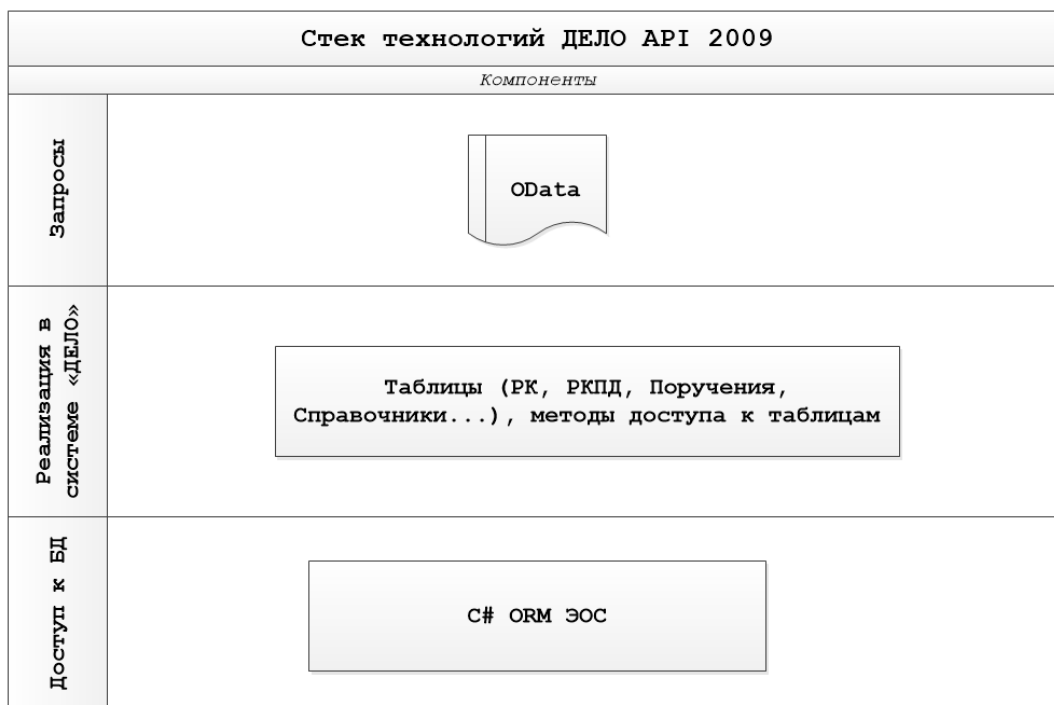 Стек технологий ДЕЛО API 2009
Компоненты
Запросы
OData
Реализация в
системе «ДЕЛО»
Таблицы (РК, РКПД, Поручения,
Справочники...), методы доступа к таблицам
Доступ к БД
C# ORM ЭОС